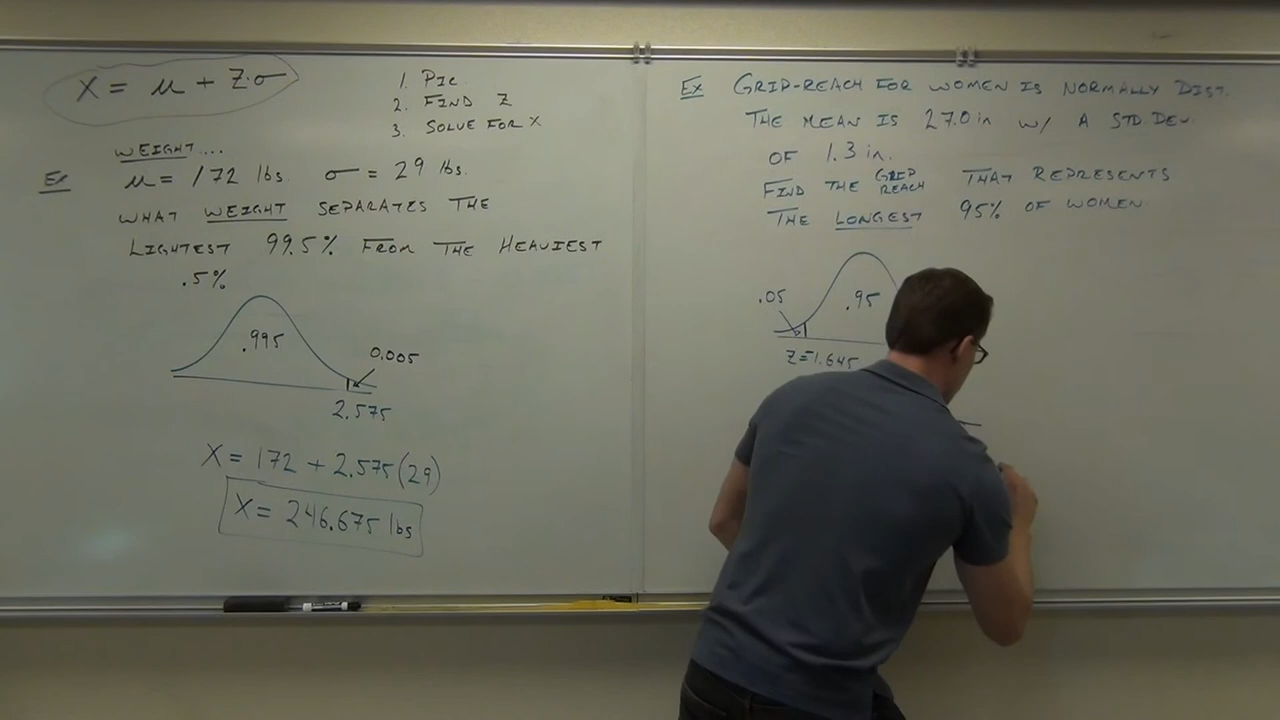 X = μ + Z·σ
1. PIC
2. FIND Z
3. SOLVE FOR X
WEIGHT...
EX μ = 172 lbs. σ = 29 lbs.
WHAT WEIGHT SEPARATES THE
LIGHTEST 99.5% FROM THE HEAVIEST
.5%
.995
0.005
2.575
X = 172 + 2.575(29)
X = 246.675 lbs
EX GRID-REACH FOR WOMEN IS NORMALLY DIST.
THE MEAN IS 27.0 in w/ A STD. DEV.
OF 1.3 in.
FIND THE GRID REACH THAT REPRESENTS
THE LONGEST 95% OF WOMEN.
.05
.95
Z=1.645